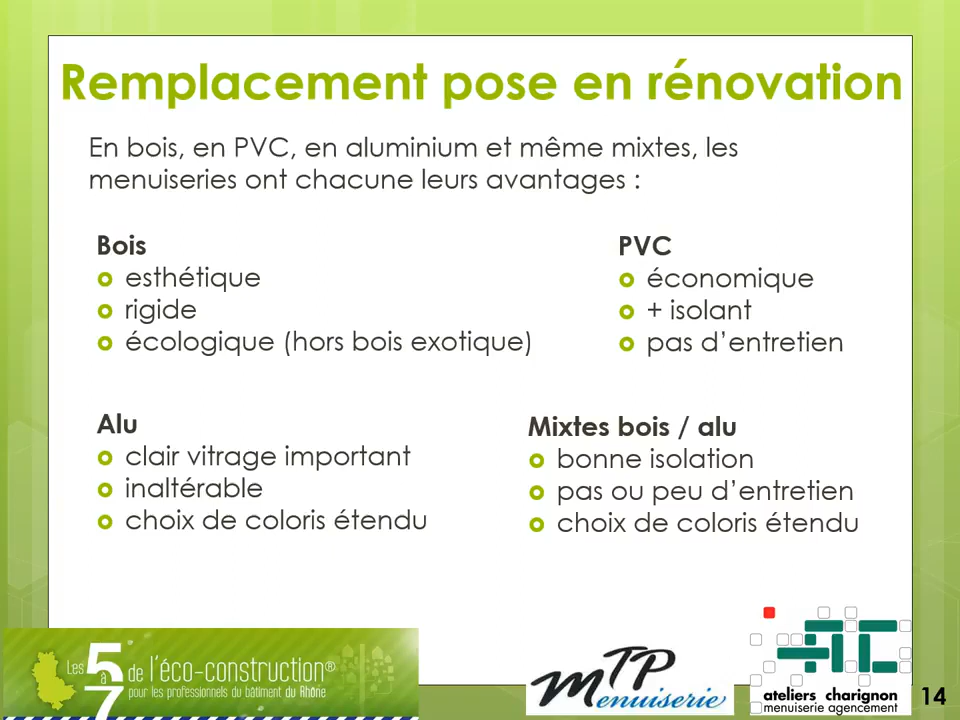 Remplacement pose en rénovation
En bois, en PVC, en aluminium et même mixtes, les
menuiseries ont chacune leurs avantages :
Bois
esthétique
rigide
écologique (hors bois exotique)
PVC
économique
+ isolant
pas d’entretien
Alu
clair vitrage important
inaltérable
choix de coloris étendu
Mixtes bois / alu
bonne isolation
pas ou peu d’entretien
choix de coloris étendu
Les 5 à 7 de l'éco-construction®
pour les professionnels du bâtiment du Rhône
MTP
Menuiserie
AC
ateliers charignon
menuiserie agencement
14